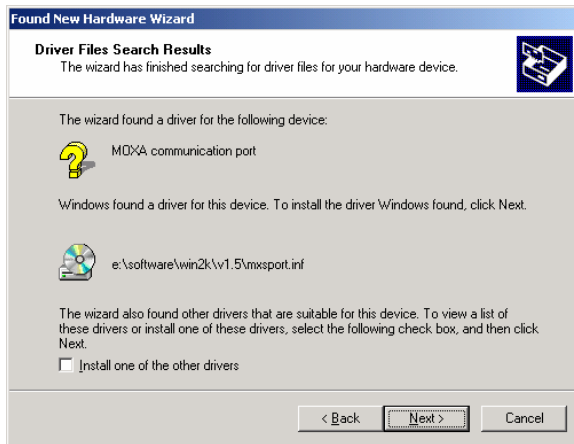 Found New Hardware Wizard
Driver Files Search Results
The wizard has finished searching for driver files for your hardware device.
The wizard found a driver for the following device:
MOXA communication port
Windows found a driver for this device. To install the driver Windows found, click Next.
e:\software\win2k\v1.5\mxsport.inf
The wizard also found other drivers that are suitable for this device. To view a list of
these drivers or install one of these drivers, select the following check box, and then click
Next.
Install one of the other drivers
< Back Next > Cancel